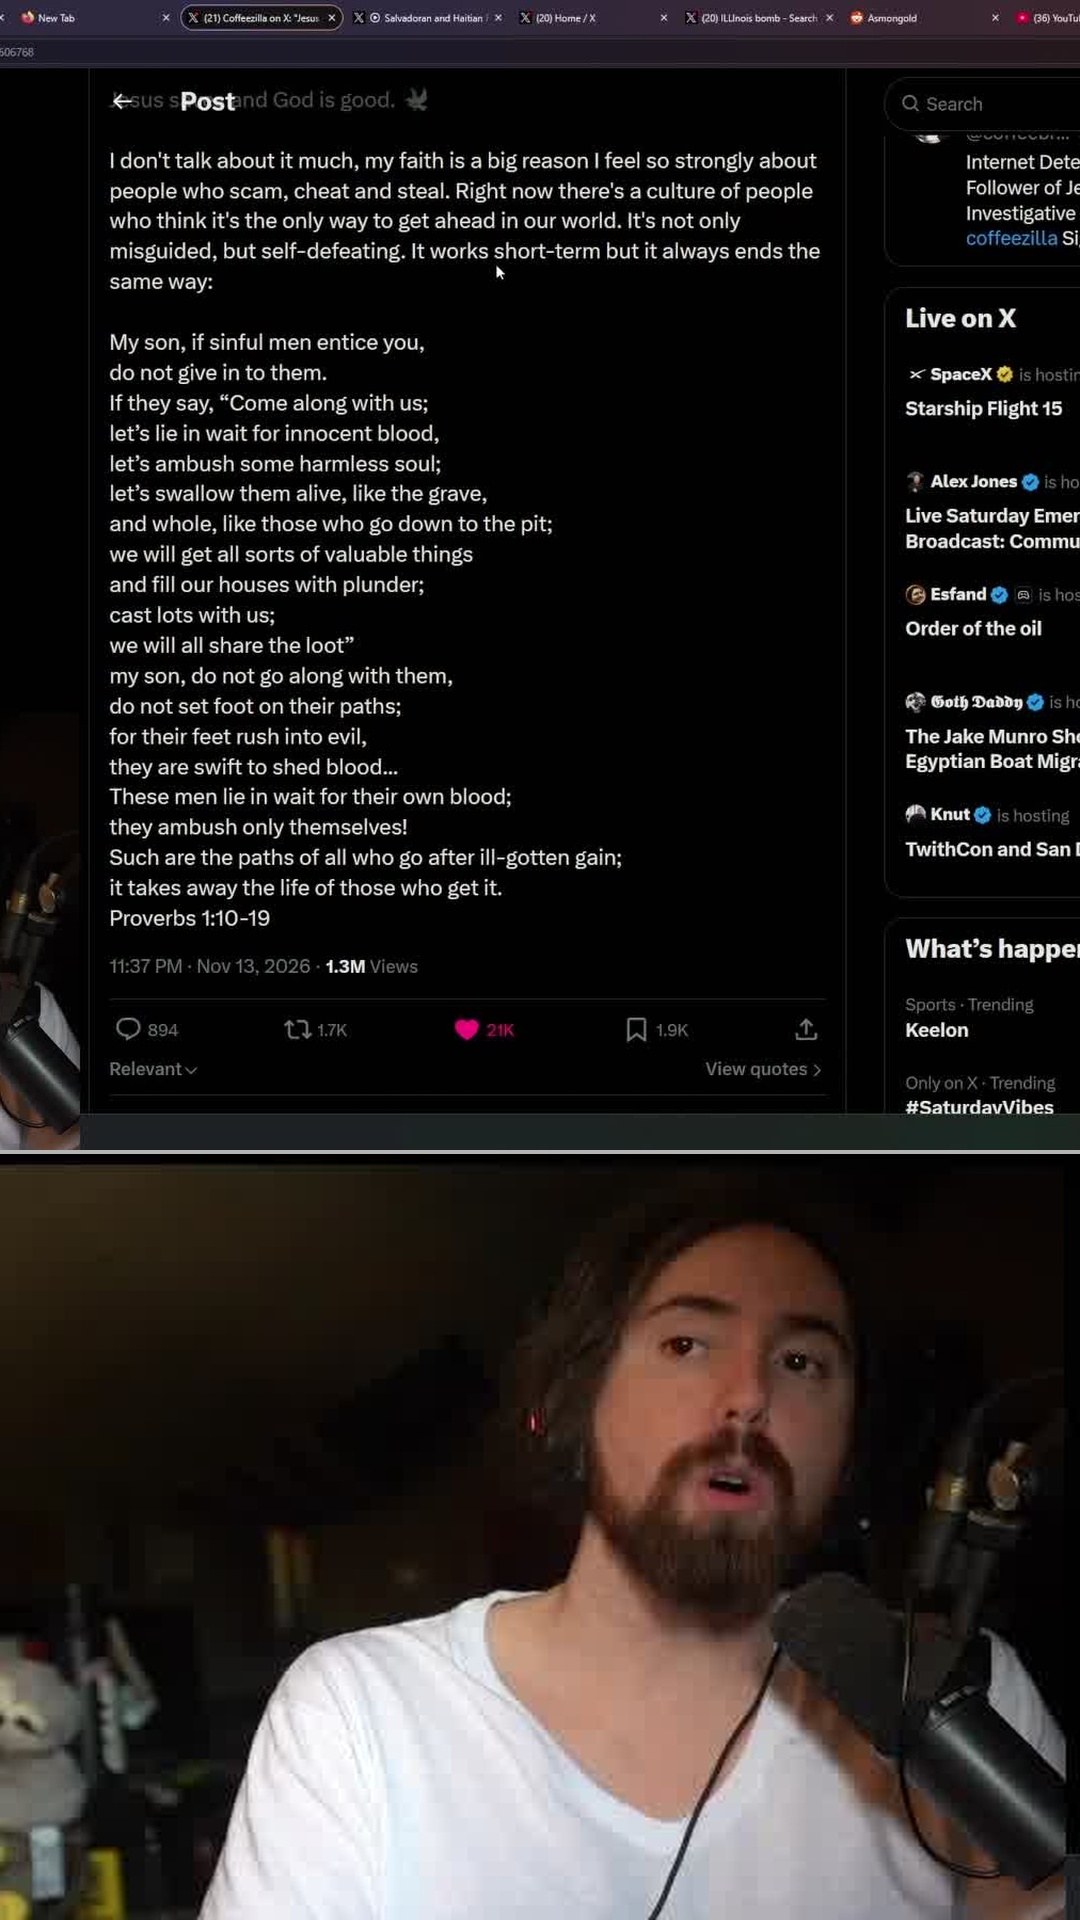 New Tab
(21) Coffeezilla on X: "Jesus
Salvadoran and Haitian
(20) Home / X
(20) ILLInois bomb - Search
Asmongold
(36) YouTu
606768
Post
and God is good.
I don't talk about it much, my faith is a big reason I feel so strongly about
people who scam, cheat and steal. Right now there's a culture of people
who think it's the only way to get ahead in our world. It's not only
misguided, but self-defeating. It works short-term but it always ends the
same way:
My son, if sinful men entice you,
do not give in to them.
If they say, “Come along with us;
let’s lie in wait for innocent blood,
let’s ambush some harmless soul;
let’s swallow them alive, like the grave,
and whole, like those who go down to the pit;
we will get all sorts of valuable things
and fill our houses with plunder;
cast lots with us;
we will all share the loot”
my son, do not go along with them,
do not set foot on their paths;
for their feet rush into evil,
they are swift to shed blood...
These men lie in wait for their own blood;
they ambush only themselves!
Such are the paths of all who go after ill-gotten gain;
it takes away the life of those who get it.
Proverbs 1:10-19
11:37 PM · Nov 13, 2026 · 1.3M Views
894 1.7K 21K 1.9K
Relevant
View quotes
Search
Internet Dete
Follower of Je
Investigative
coffeezilla Si
Live on X
SpaceX is hostin
Starship Flight 15
Alex Jones is ho
Live Saturday Emer
Broadcast: Commu
Esfand is hos
Order of the oil
Goth Daddy is h
The Jake Munro Sho
Egyptian Boat Migra
Knut is hosting
TwithCon and San D
What’s happe
Sports · Trending
Keelon
Only on X · Trending
#SaturdayVibes